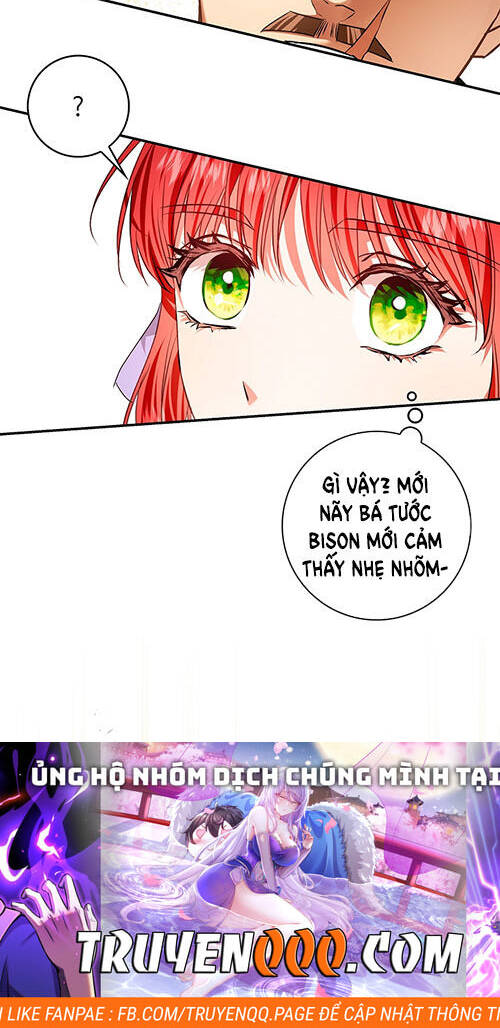 ?
GÌ VẬY? MỚI
NÃY BÁ TƯỚC
BISON MỚI CẢM
THẤY NHẸ NHÕM-
ỦNG HỘ NHÓM DỊCH CHÚNG MÌNH TẠI
TRUYENQQQ.COM
I LIKE FANPAE : FB.COM/TRUYENQQ.PAGE ĐỂ CẬP NHẬT THÔNG T